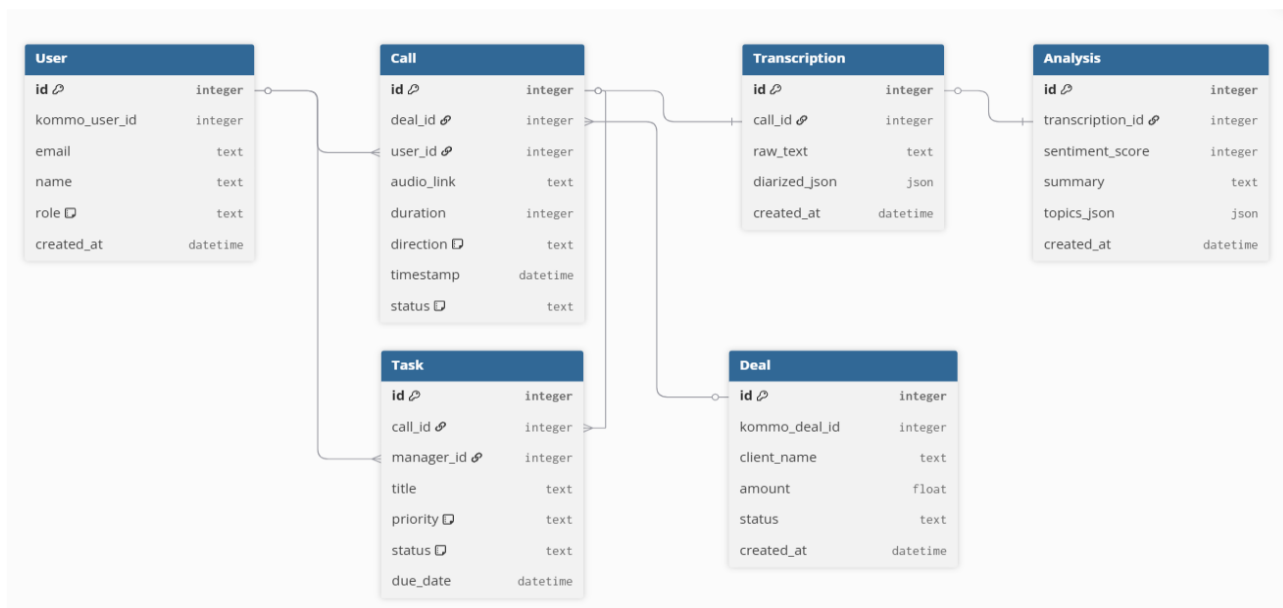 User
id integer
kommo_user_id integer
email text
name text
role text
created_at datetime
Call
id integer
deal_id integer
user_id integer
audio_link text
duration integer
direction text
timestamp datetime
status text
Transcription
id integer
call_id integer
raw_text text
diarized_json json
created_at datetime
Analysis
id integer
transcription_id integer
sentiment_score integer
summary text
topics_json json
created_at datetime
Task
id integer
call_id integer
manager_id integer
title text
priority text
status text
due_date datetime
Deal
id integer
kommo_deal_id integer
client_name text
amount float
status text
created_at datetime